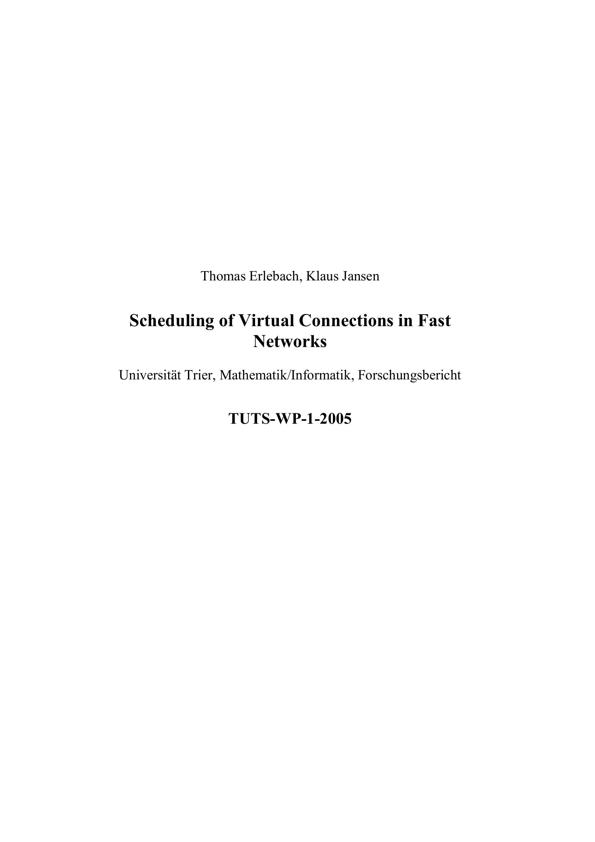 Thomas Erlebach, Klaus Jansen
Scheduling of Virtual Connections in Fast
Networks
Universität Trier, Mathematik/Informatik, Forschungsbericht
TUTS-WP-1-2005